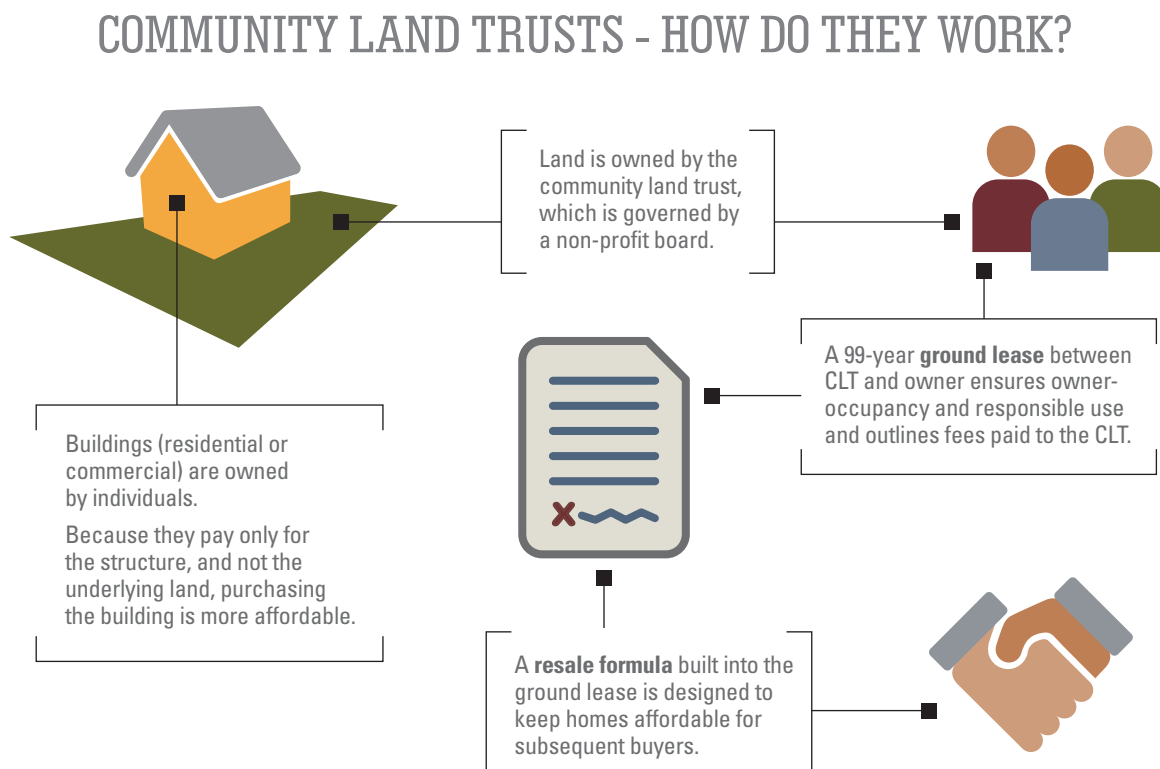 COMMUNITY LAND TRUSTS - HOW DO THEY WORK?
Land is owned by the
community land trust,
which is governed by
a non-profit board.
A 99-year ground lease between
CLT and owner ensures owner-
occupancy and responsible use
and outlines fees paid to the CLT.
Buildings (residential or
commercial) are owned
by individuals.
Because they pay only for
the structure, and not the
underlying land, purchasing
the building is more affordable.
A resale formula built into the
ground lease is designed to
keep homes affordable for
subsequent buyers.